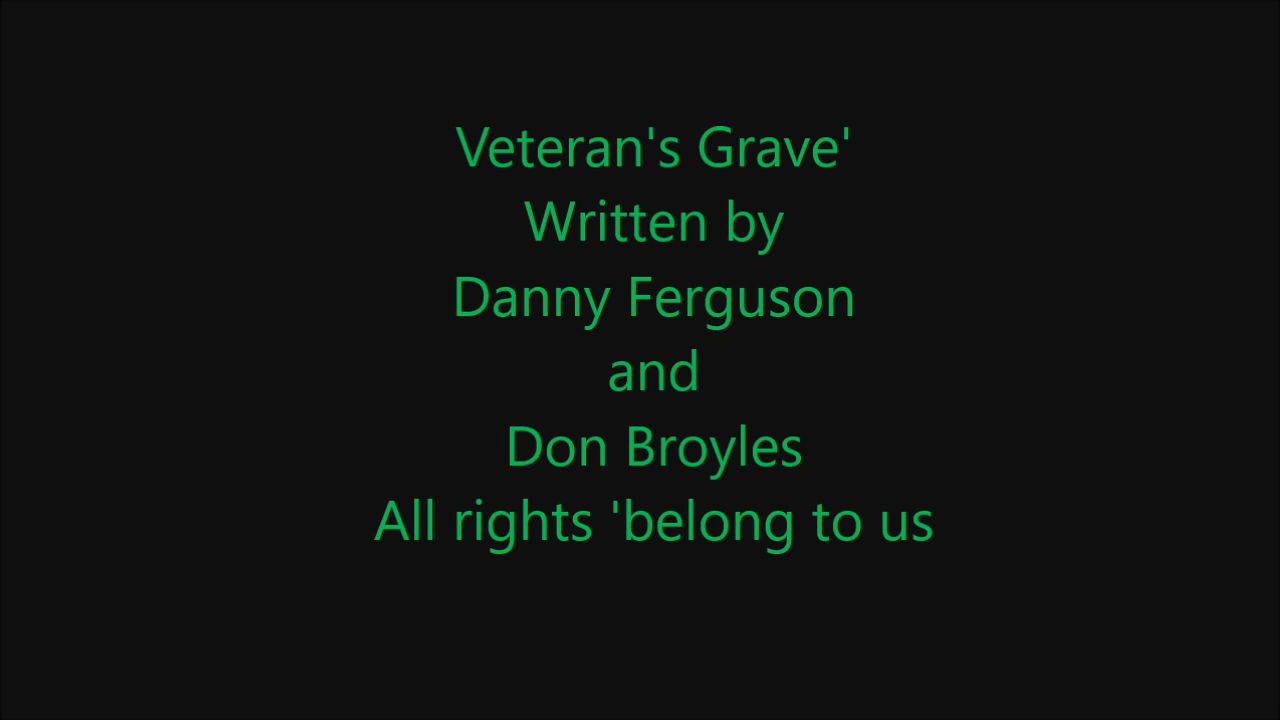 Veteran's Grave'
Written by
Danny Ferguson
and
Don Broyles
All rights 'belong to us